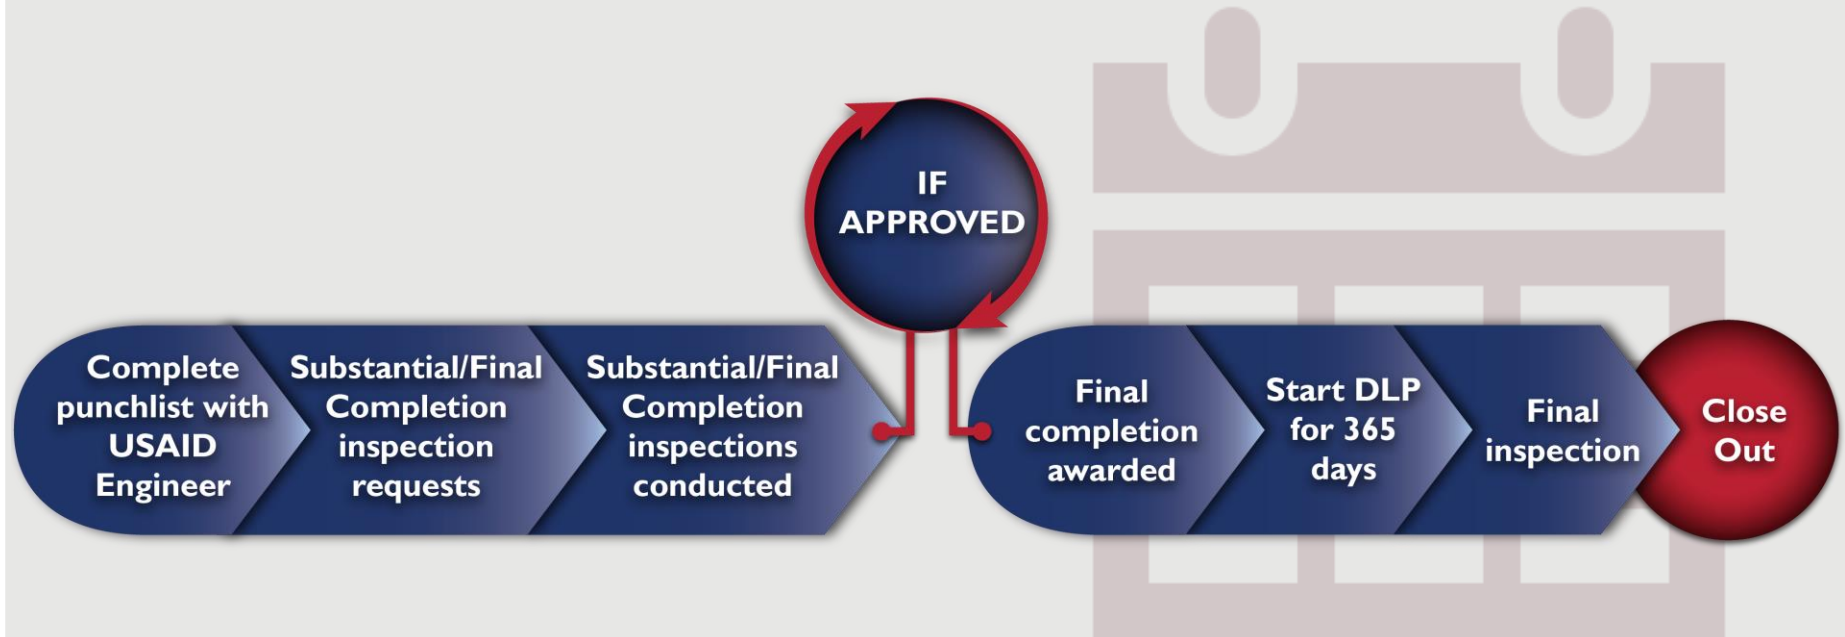 Complete
punchlist with
USAID
Engineer
Substantial/Final
Completion
inspection
requests
Substantial/Final
Completion
inspections
conducted
IF
APPROVED
Final
completion
awarded
Start DLP
for 365
days
Final
inspection
Close
Out